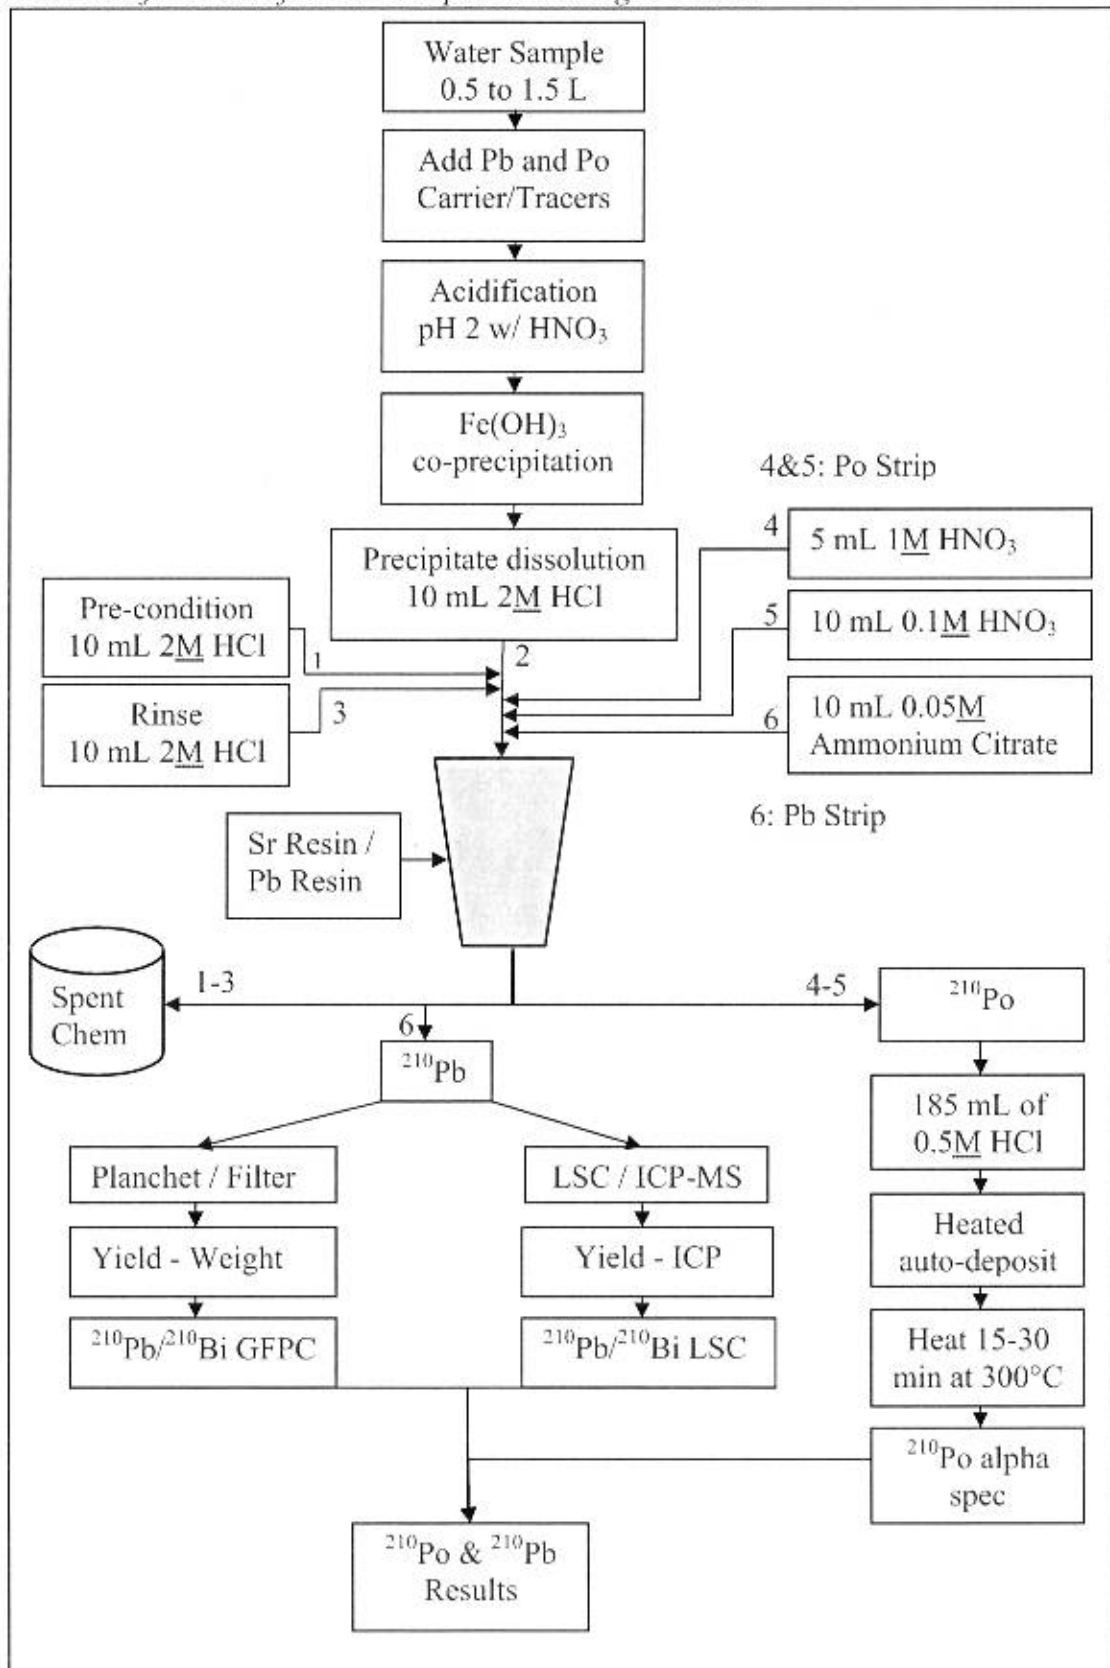 Water Sample
0.5 to 1.5 L
Add Pb and Po
Carrier/Tracers
Acidification
pH 2 w/ HNO₃
Fe(OH)₃
co-precipitation
4&5: Po Strip
Precipitate dissolution
10 mL 2M HCl
4
5 mL 1M HNO₃
Pre-condition
10 mL 2M HCl
1
2
5
10 mL 0.1M HNO₃
Rinse
10 mL 2M HCl
3
6
10 mL 0.05M
Ammonium Citrate
6: Pb Strip
Sr Resin /
Pb Resin
Spent
Chem
1-3
6
4-5
²¹⁰Po
²¹⁰Pb
185 mL of
0.5M HCl
Planchet / Filter
LSC / ICP-MS
Heated
auto-deposit
Yield - Weight
Yield - ICP
²¹⁰Pb/²¹⁰Bi GFPC
²¹⁰Pb/²¹⁰Bi LSC
Heat 15-30
min at 300°C
²¹⁰Po alpha
spec
²¹⁰Po & ²¹⁰Pb
Results